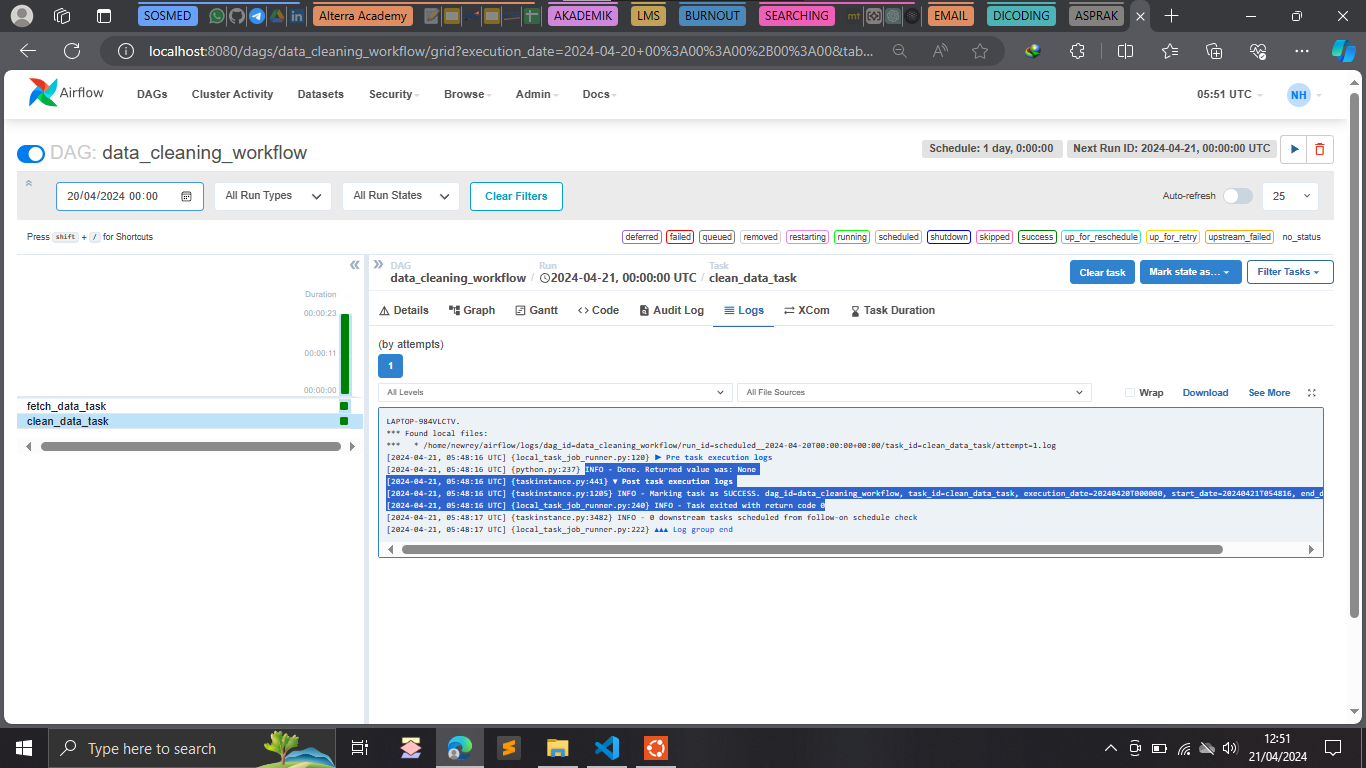 SOSMED
Alterra Academy
AKADEMIK
LMS
BURNOUT
SEARCHING
EMAIL
DICODING
ASPRAK
localhost:8080/dags/data_cleaning_workflow/grid?execution_date=2024-04-20+00%3A00%3A00%2B00%3A00&tab...
Airflow
DAGs
Cluster Activity
Datasets
Security
Browse
Admin
Docs
05:51 UTC
NH
DAG: data_cleaning_workflow
Schedule: 1 day, 0:00:00
Next Run ID: 2024-04-21, 00:00:00 UTC
20/04/2024 00:00
All Run Types
All Run States
Clear Filters
Auto-refresh
25
Press shift + / for Shortcuts
deferred
failed
queued
removed
restarting
running
scheduled
shutdown
skipped
success
up_for_reschedule
up_for_retry
upstream_failed
no_status
Duration
00:00:23
00:00:11
00:00:00
fetch_data_task
clean_data_task
DAG
data_cleaning_workflow /
Run
2024-04-21, 00:00:00 UTC /
Task
clean_data_task
Clear task
Mark state as...
Filter Tasks
Details
Graph
Gantt
Code
Audit Log
Logs
XCom
Task Duration
(by attempts)
1
All Levels
All File Sources
Wrap
Download
See More
LAPTOP-984VLCTV.
*** Found local files:
***   * /home/newrey/airflow/logs/dag_id=data_cleaning_workflow/run_id=scheduled__2024-04-20T00:00:00+00:00/task_id=clean_data_task/attempt=1.log
[2024-04-21, 05:48:16 UTC] {local_task_job_runner.py:120} ▶ Pre task execution logs
[2024-04-21, 05:48:16 UTC] {python.py:237} INFO - Done. Returned value was: None
[2024-04-21, 05:48:16 UTC] {taskinstance.py:441} ▼ Post task execution logs
[2024-04-21, 05:48:16 UTC] {taskinstance.py:1205} INFO - Marking task as SUCCESS. dag_id=data_cleaning_workflow, task_id=clean_data_task, execution_date=20240420T000000, start_date=20240421T054816, end_d
[2024-04-21, 05:48:16 UTC] {local_task_job_runner.py:240} INFO - Task exited with return code 0
[2024-04-21, 05:48:17 UTC] {taskinstance.py:3482} INFO - 0 downstream tasks scheduled from follow-on schedule check
[2024-04-21, 05:48:17 UTC] {local_task_job_runner.py:222} ▲▲▲ Log group end
Type here to search
12:51
21/04/2024